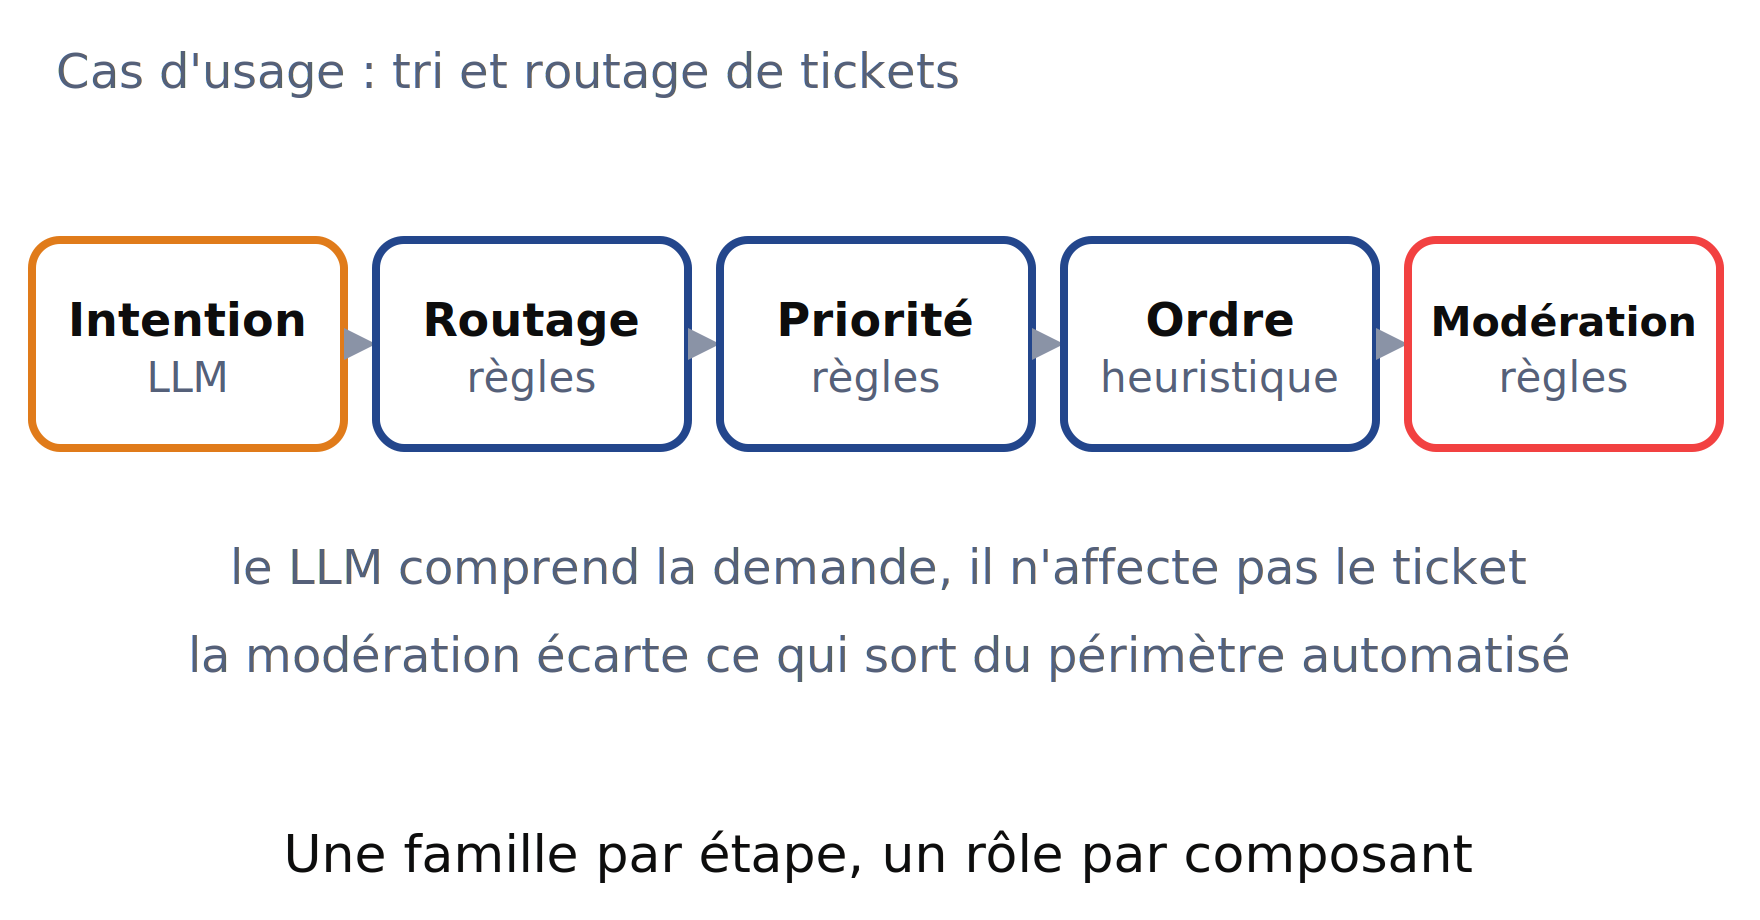 Cas d'usage : tri et routage de tickets
Intention
LLM
Routage
règles
Priorité
règles
Ordre
heuristique
Modération
règles
le LLM comprend la demande, il n'affecte pas le ticket
la modération écarte ce qui sort du périmètre automatisé
Une famille par étape, un rôle par composant